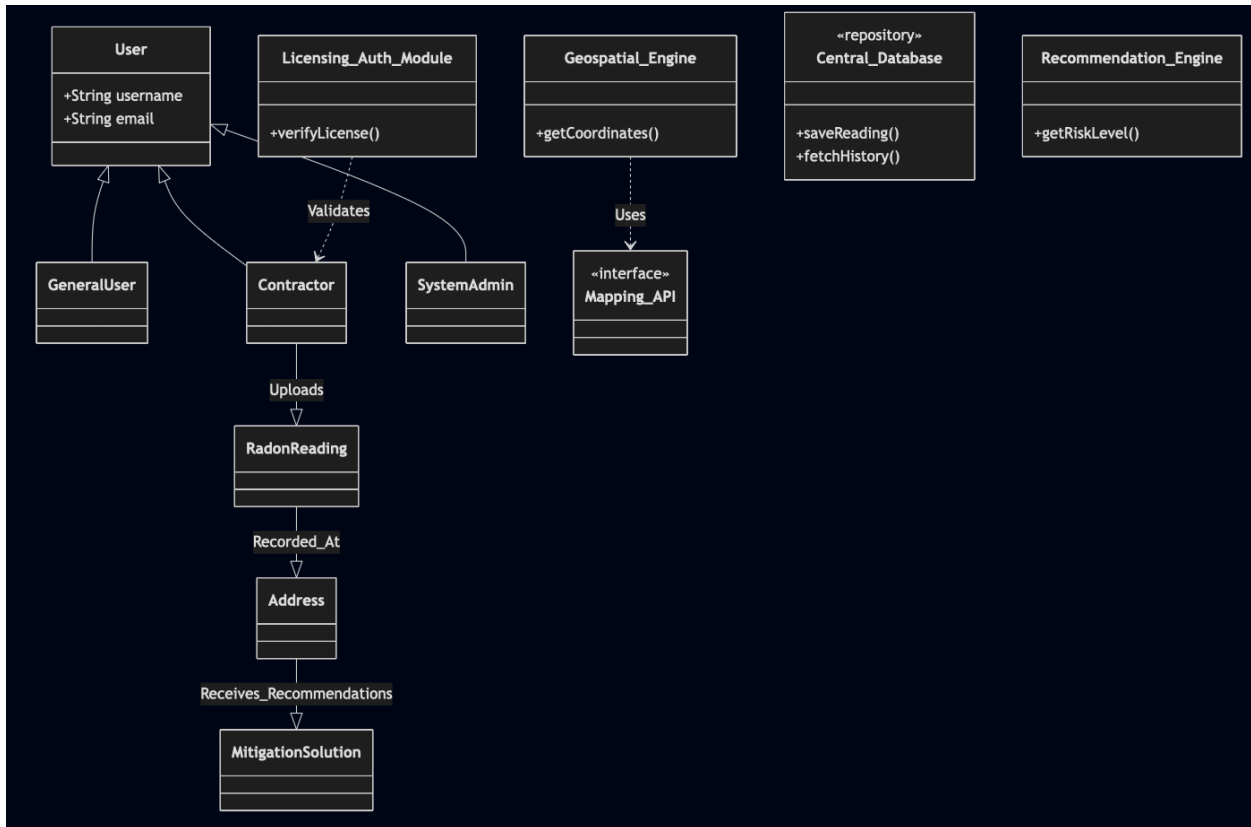 User
+String username
+String email
Licensing_Auth_Module
+verifyLicense()
Geospatial_Engine
+getCoordinates()
«repository»
Central_Database
+saveReading()
+fetchHistory()
Recommendation_Engine
+getRiskLevel()
Validates
Uses
GeneralUser
Contractor
SystemAdmin
«interface»
Mapping_API
Uploads
RadonReading
Recorded_At
Address
Receives_Recommendations
MitigationSolution